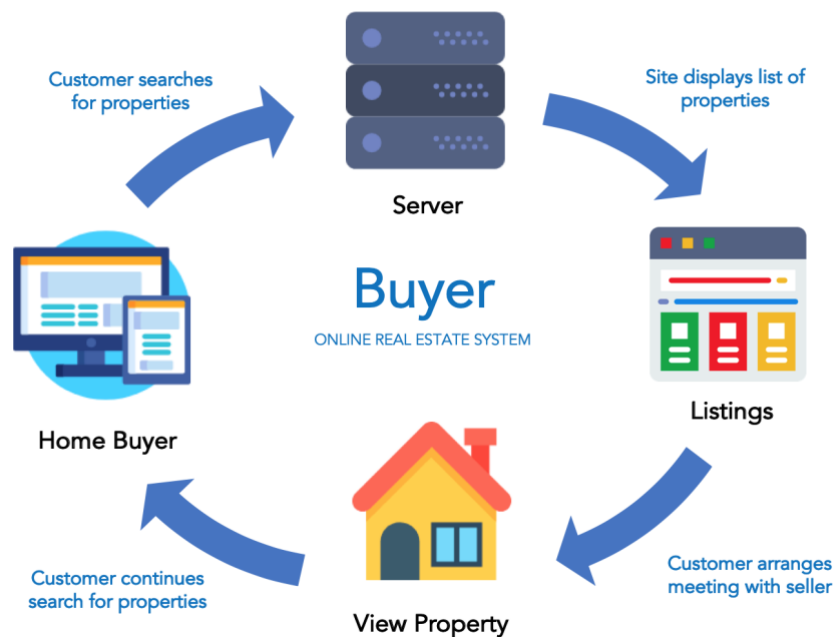 Customer searches
for properties
Site displays list of
properties
Server
Buyer
ONLINE REAL ESTATE SYSTEM
Listings
Home Buyer
Customer continues
search for properties
Customer arranges
meeting with seller
View Property